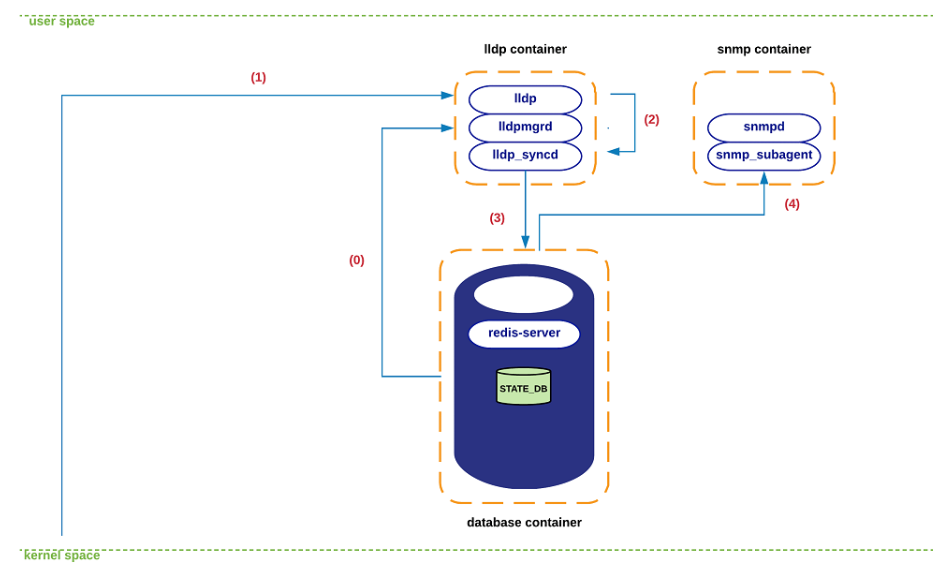 user space
lldp container
snmp container
(1)
lldp
lldpmgrd
(2)
snmpd
lldp_syncd
snmp_subagent
(3)
(4)
(0)
redis-server
STATE_DB
database container
kernel space